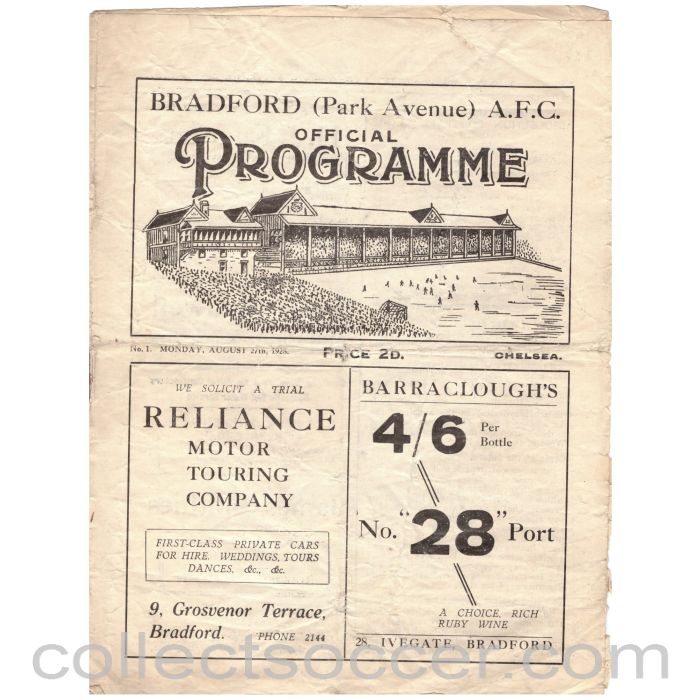 BRADFORD (Park Avenue) A.F.C.
OFFICIAL
PROGRAMME
No. 1. MONDAY, AUGUST 27TH, 1928. PRICE 2D. CHELSEA.
WE SOLICIT A TRIAL
RELIANCE
MOTOR
TOURING
COMPANY
FIRST-CLASS PRIVATE CARS
FOR HIRE, WEDDINGS, TOURS
DANCES, &c., &c.
9, Grosvenor Terrace,
Bradford. PHONE 2144
BARRACLOUGH'S
4/6 Per
Bottle
No. "28" Port
A CHOICE, RICH
RUBY WINE
28, IVEGATE, BRADFORD
collectsoccer.com